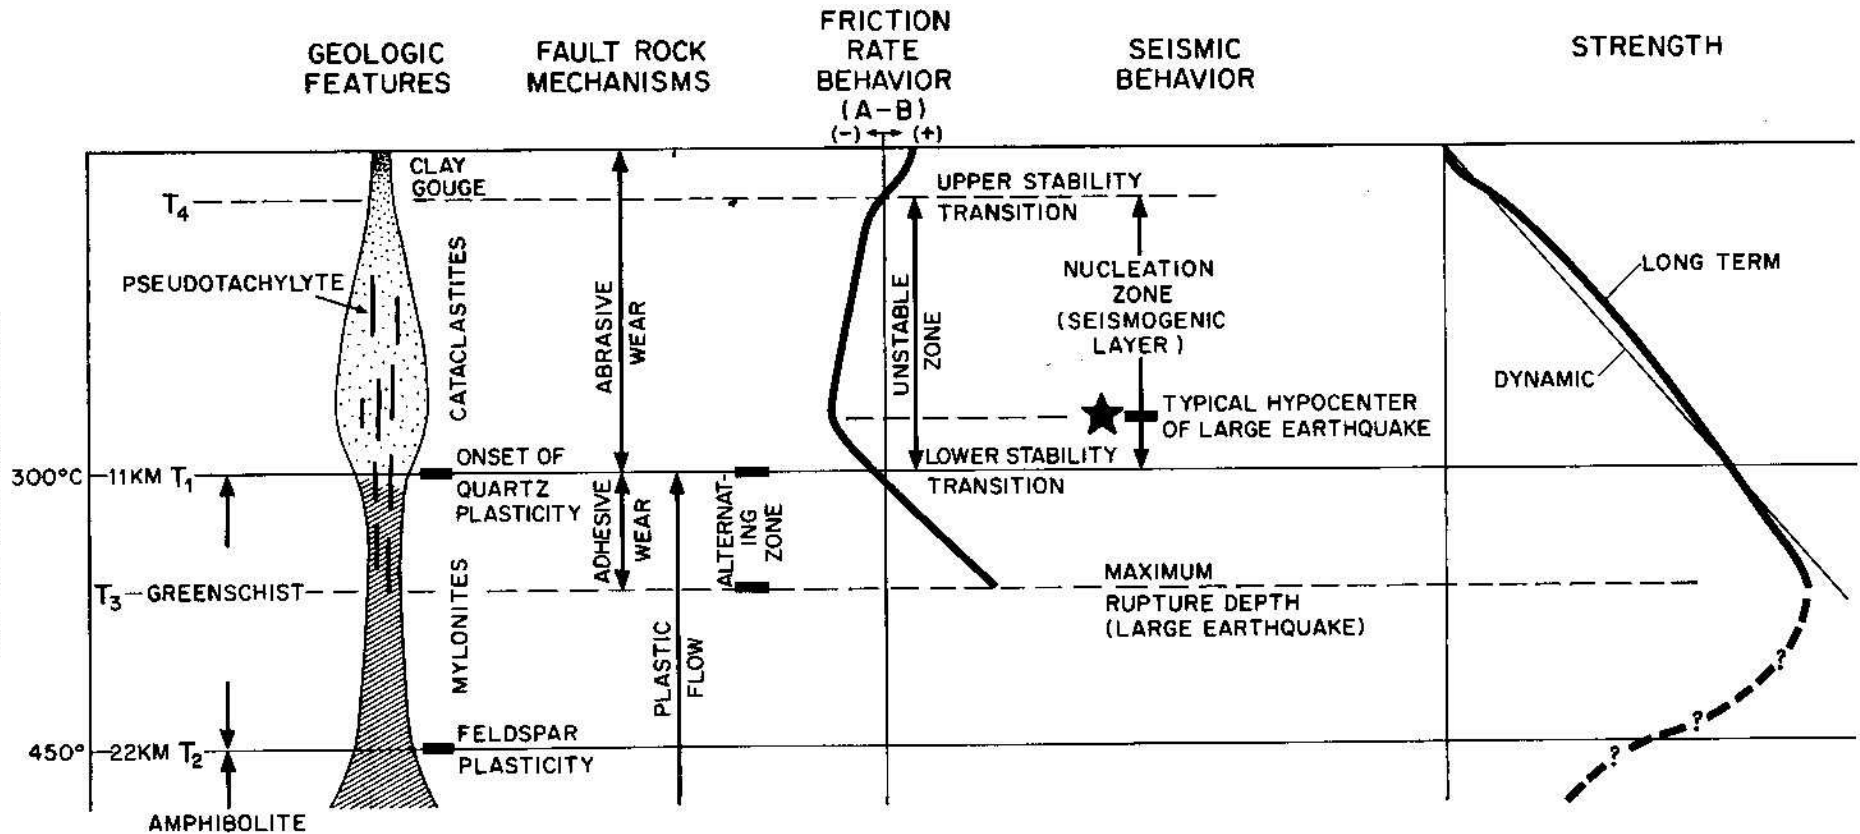 GEOLOGIC
FEATURES
FAULT ROCK
MECHANISMS
FRICTION
RATE
BEHAVIOR
(A-B)
(-) (+)
SEISMIC
BEHAVIOR
STRENGTH
CLAY
GOUGE
T4
PSEUDOTACHYLYTE
CATACLASTITES
ABRASIVE
WEAR
UPPER STABILITY
TRANSITION
UNSTABLE
ZONE
NUCLEATION
ZONE
(SEISMOGENIC
LAYER)
TYPICAL HYPOCENTER
OF LARGE EARTHQUAKE
LONG TERM
DYNAMIC
300°C
11KM T1
ONSET OF
QUARTZ
PLASTICITY
LOWER STABILITY
TRANSITION
ADHESIVE
WEAR
ALTERNAT-
ING
ZONE
T3 GREENSCHIST
MYLONITES
PLASTIC
FLOW
MAXIMUM
RUPTURE DEPTH
(LARGE EARTHQUAKE)
?
?
?
450°
22KM T2
FELDSPAR
PLASTICITY
AMPHIBOLITE